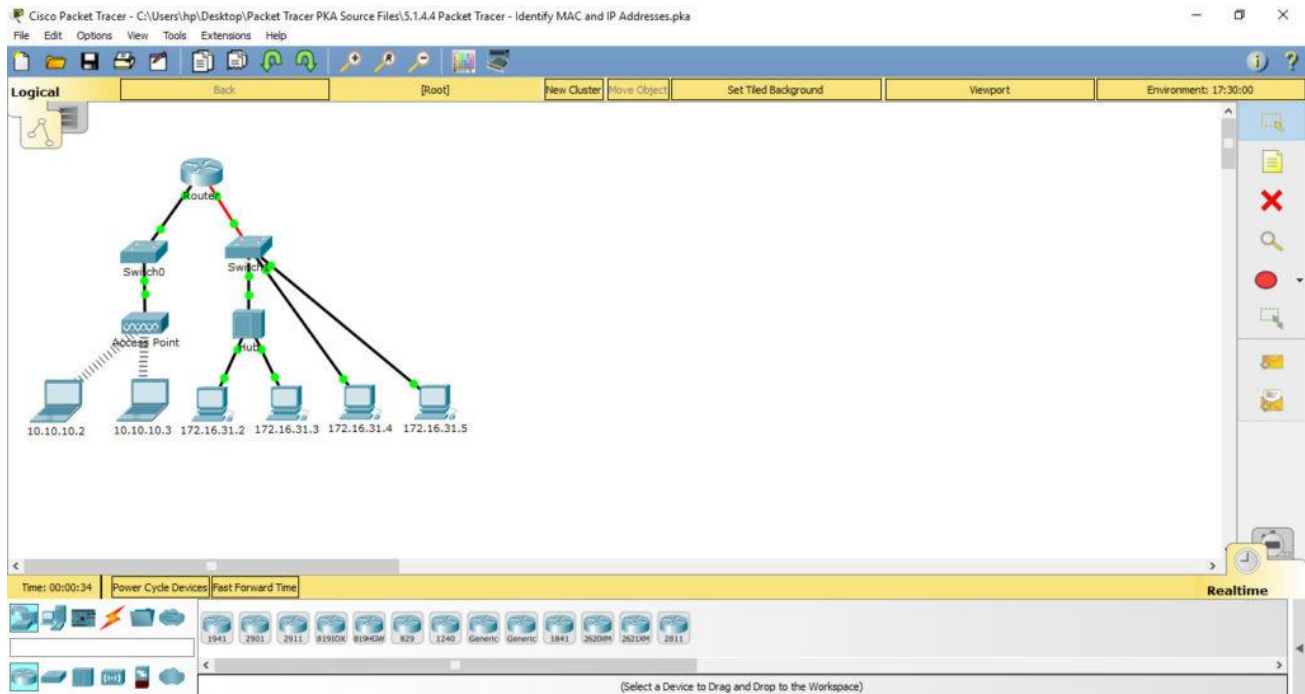 Cisco Packet Tracer - C:\Users\hp\Desktop\Packet Tracer PKA Source Files\5.1.4.4 Packet Tracer - Identify MAC and IP Addresses.pka
File Edit Options View Tools Extensions Help
Logical Back [Root] New Cluster Move Object Set Tiled Background Viewport Environment: 17:30:00
Router
Switch0
Switch
Access Point
Hub
10.10.10.2 10.10.10.3 172.16.31.2 172.16.31.3 172.16.31.4 172.16.31.5
Time: 00:00:34 Power Cycle Devices Fast Forward Time Realtime
1941 2901 2911 819IOX 819HGW 829 1240 Generic Generic 1841 2620XM 2621XM 2811
(Select a Device to Drag and Drop to the Workspace)